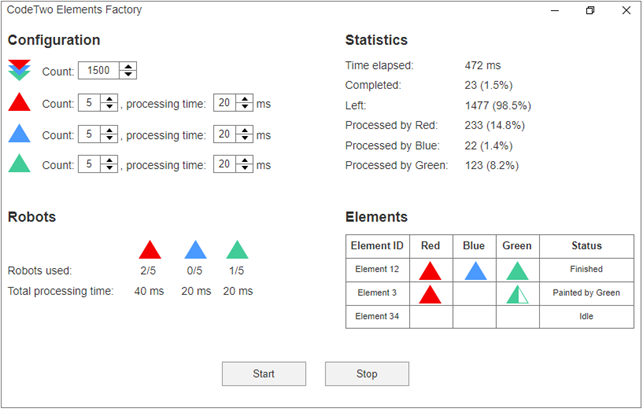 CodeTwo Elements Factory
Configuration
Count: 1500
Count: 5 , processing time: 20 ms
Count: 5 , processing time: 20 ms
Count: 5 , processing time: 20 ms
Statistics
Time elapsed: 472 ms
Completed: 23 (1.5%)
Left: 1477 (98.5%)
Processed by Red: 233 (14.8%)
Processed by Blue: 22 (1.4%)
Processed by Green: 123 (8.2%)
Robots
Robots used: 2/5 0/5 1/5
Total processing time: 40 ms 20 ms 20 ms
Elements
Element ID Red Blue Green Status
Element 12 Finished
Element 3 Painted by Green
Element 34 Idle
Start Stop